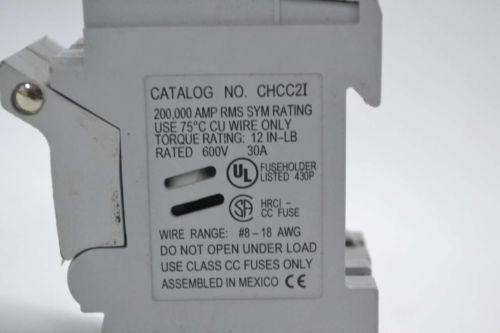 CATALOG NO. CHCC2I
200,000 AMP RMS SYM RATING
USE 75°C CU WIRE ONLY
TORQUE RATING: 12 IN-LB
RATED 600V 30A
UL FUSEHOLDER
LISTED 430P
SA HRCI -
CC FUSE
WIRE RANGE: #8-18 AWG
DO NOT OPEN UNDER LOAD
USE CLASS CC FUSES ONLY
ASSEMBLED IN MEXICO CE